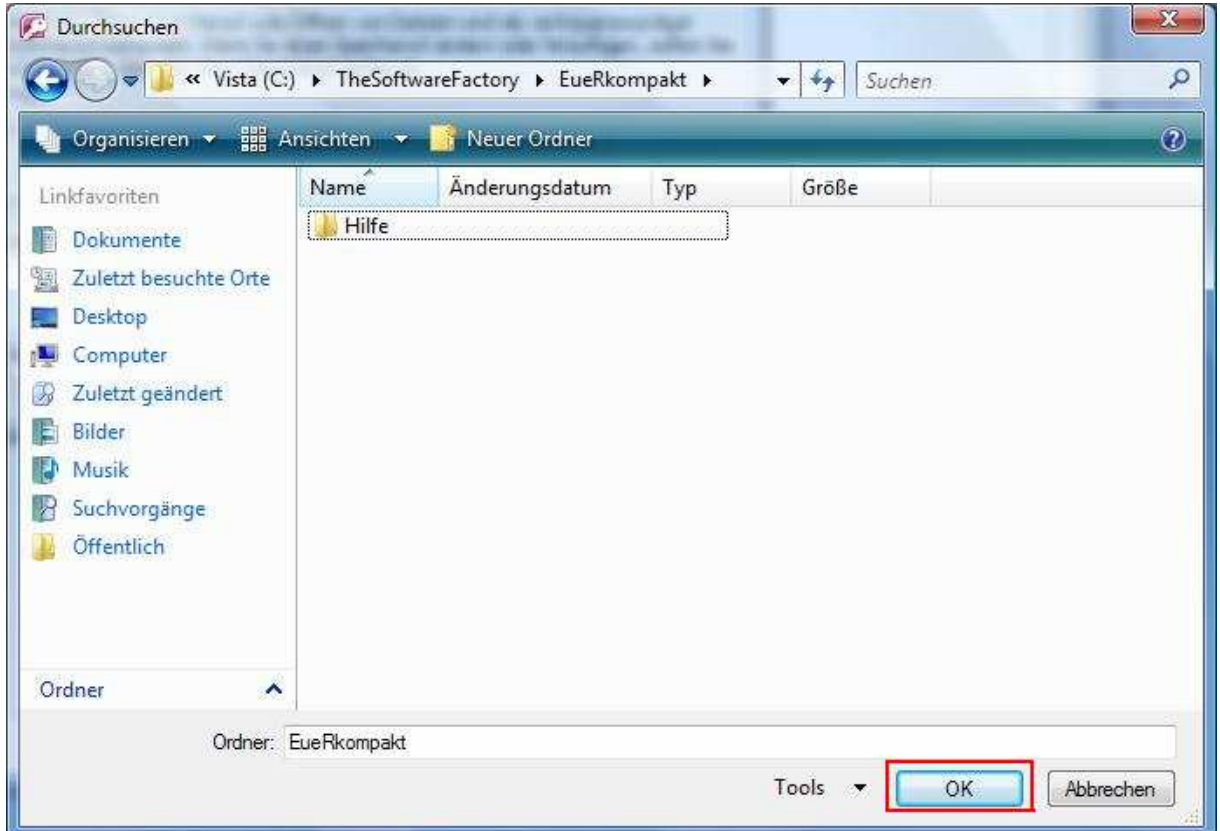 Durchsuchen
« Vista (C:) ▸ TheSoftwareFactory ▸ EueRkompakt ▸ Suchen
Organisieren Ansichten Neuer Ordner
Linkfavoriten
Dokumente
Zuletzt besuchte Orte
Desktop
Computer
Zuletzt geändert
Bilder
Musik
Suchvorgänge
Öffentlich
Ordner
Name Änderungsdatum Typ Größe
Hilfe
Ordner: EueRkompakt
Tools OK Abbrechen